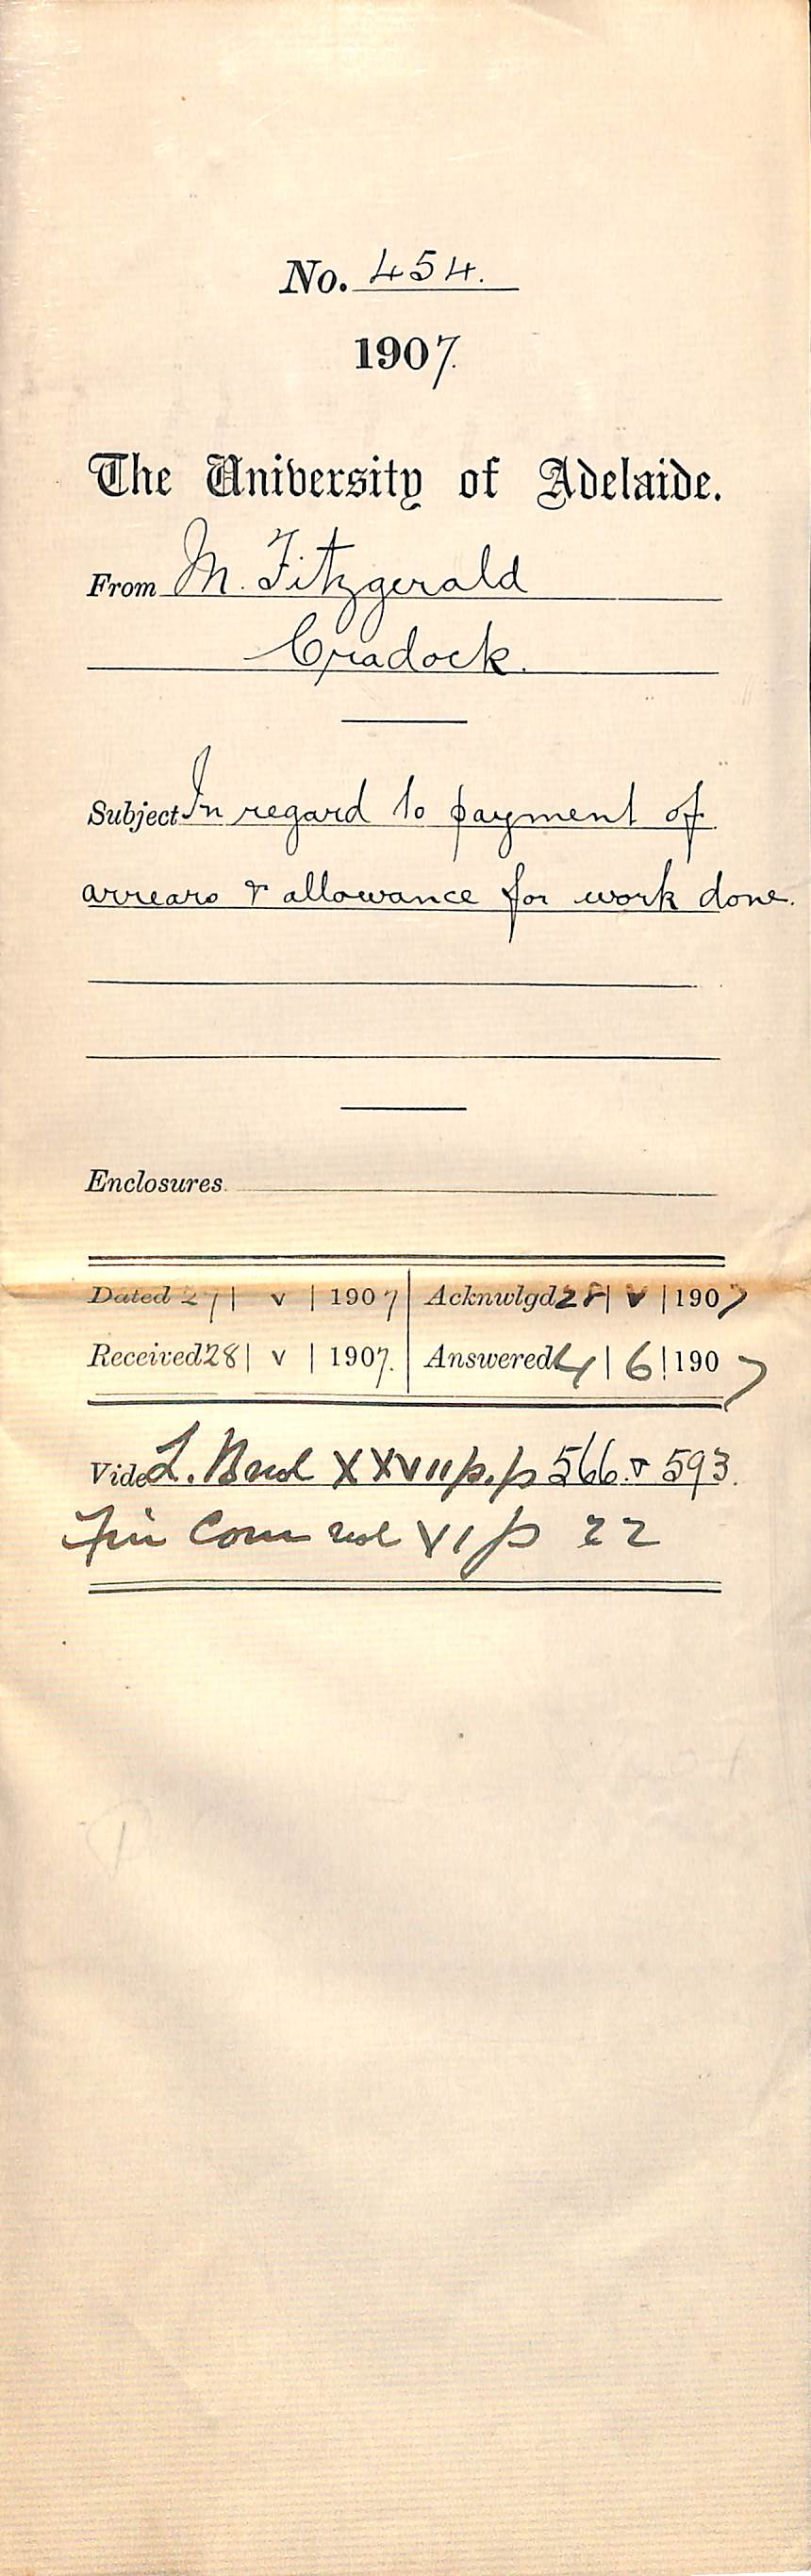 No. 454.
1907.
The University of Adelaide.
From M. Fitzgerald
Cradock.
Subject In regard to payment of
arrears & allowance for work done.
Enclosures
Dated 27 | V | 1907 Acknwlgd 28 | V | 1907
Received 28 | V | 1907. Answered 4 | 6 | 1907
Vide L. B vol XXVII p.p 566 & 593.
Fin Com vol VI p 22